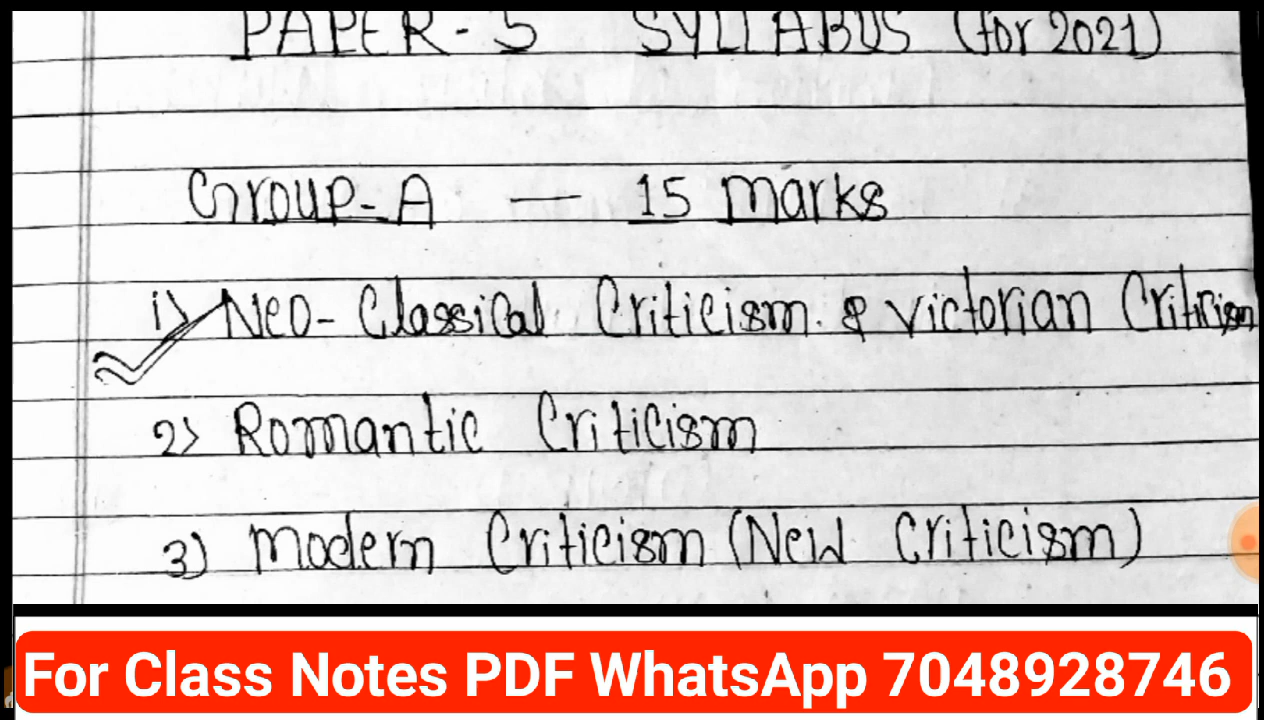 PAPER-5 SYLLABUS (for 2021)
Group-A — 15 marks
1) Neo-Classical Criticism & Victorian Criticism
2) Romantic Criticism
3) Modern Criticism (New Criticism)
For Class Notes PDF WhatsApp 7048928746